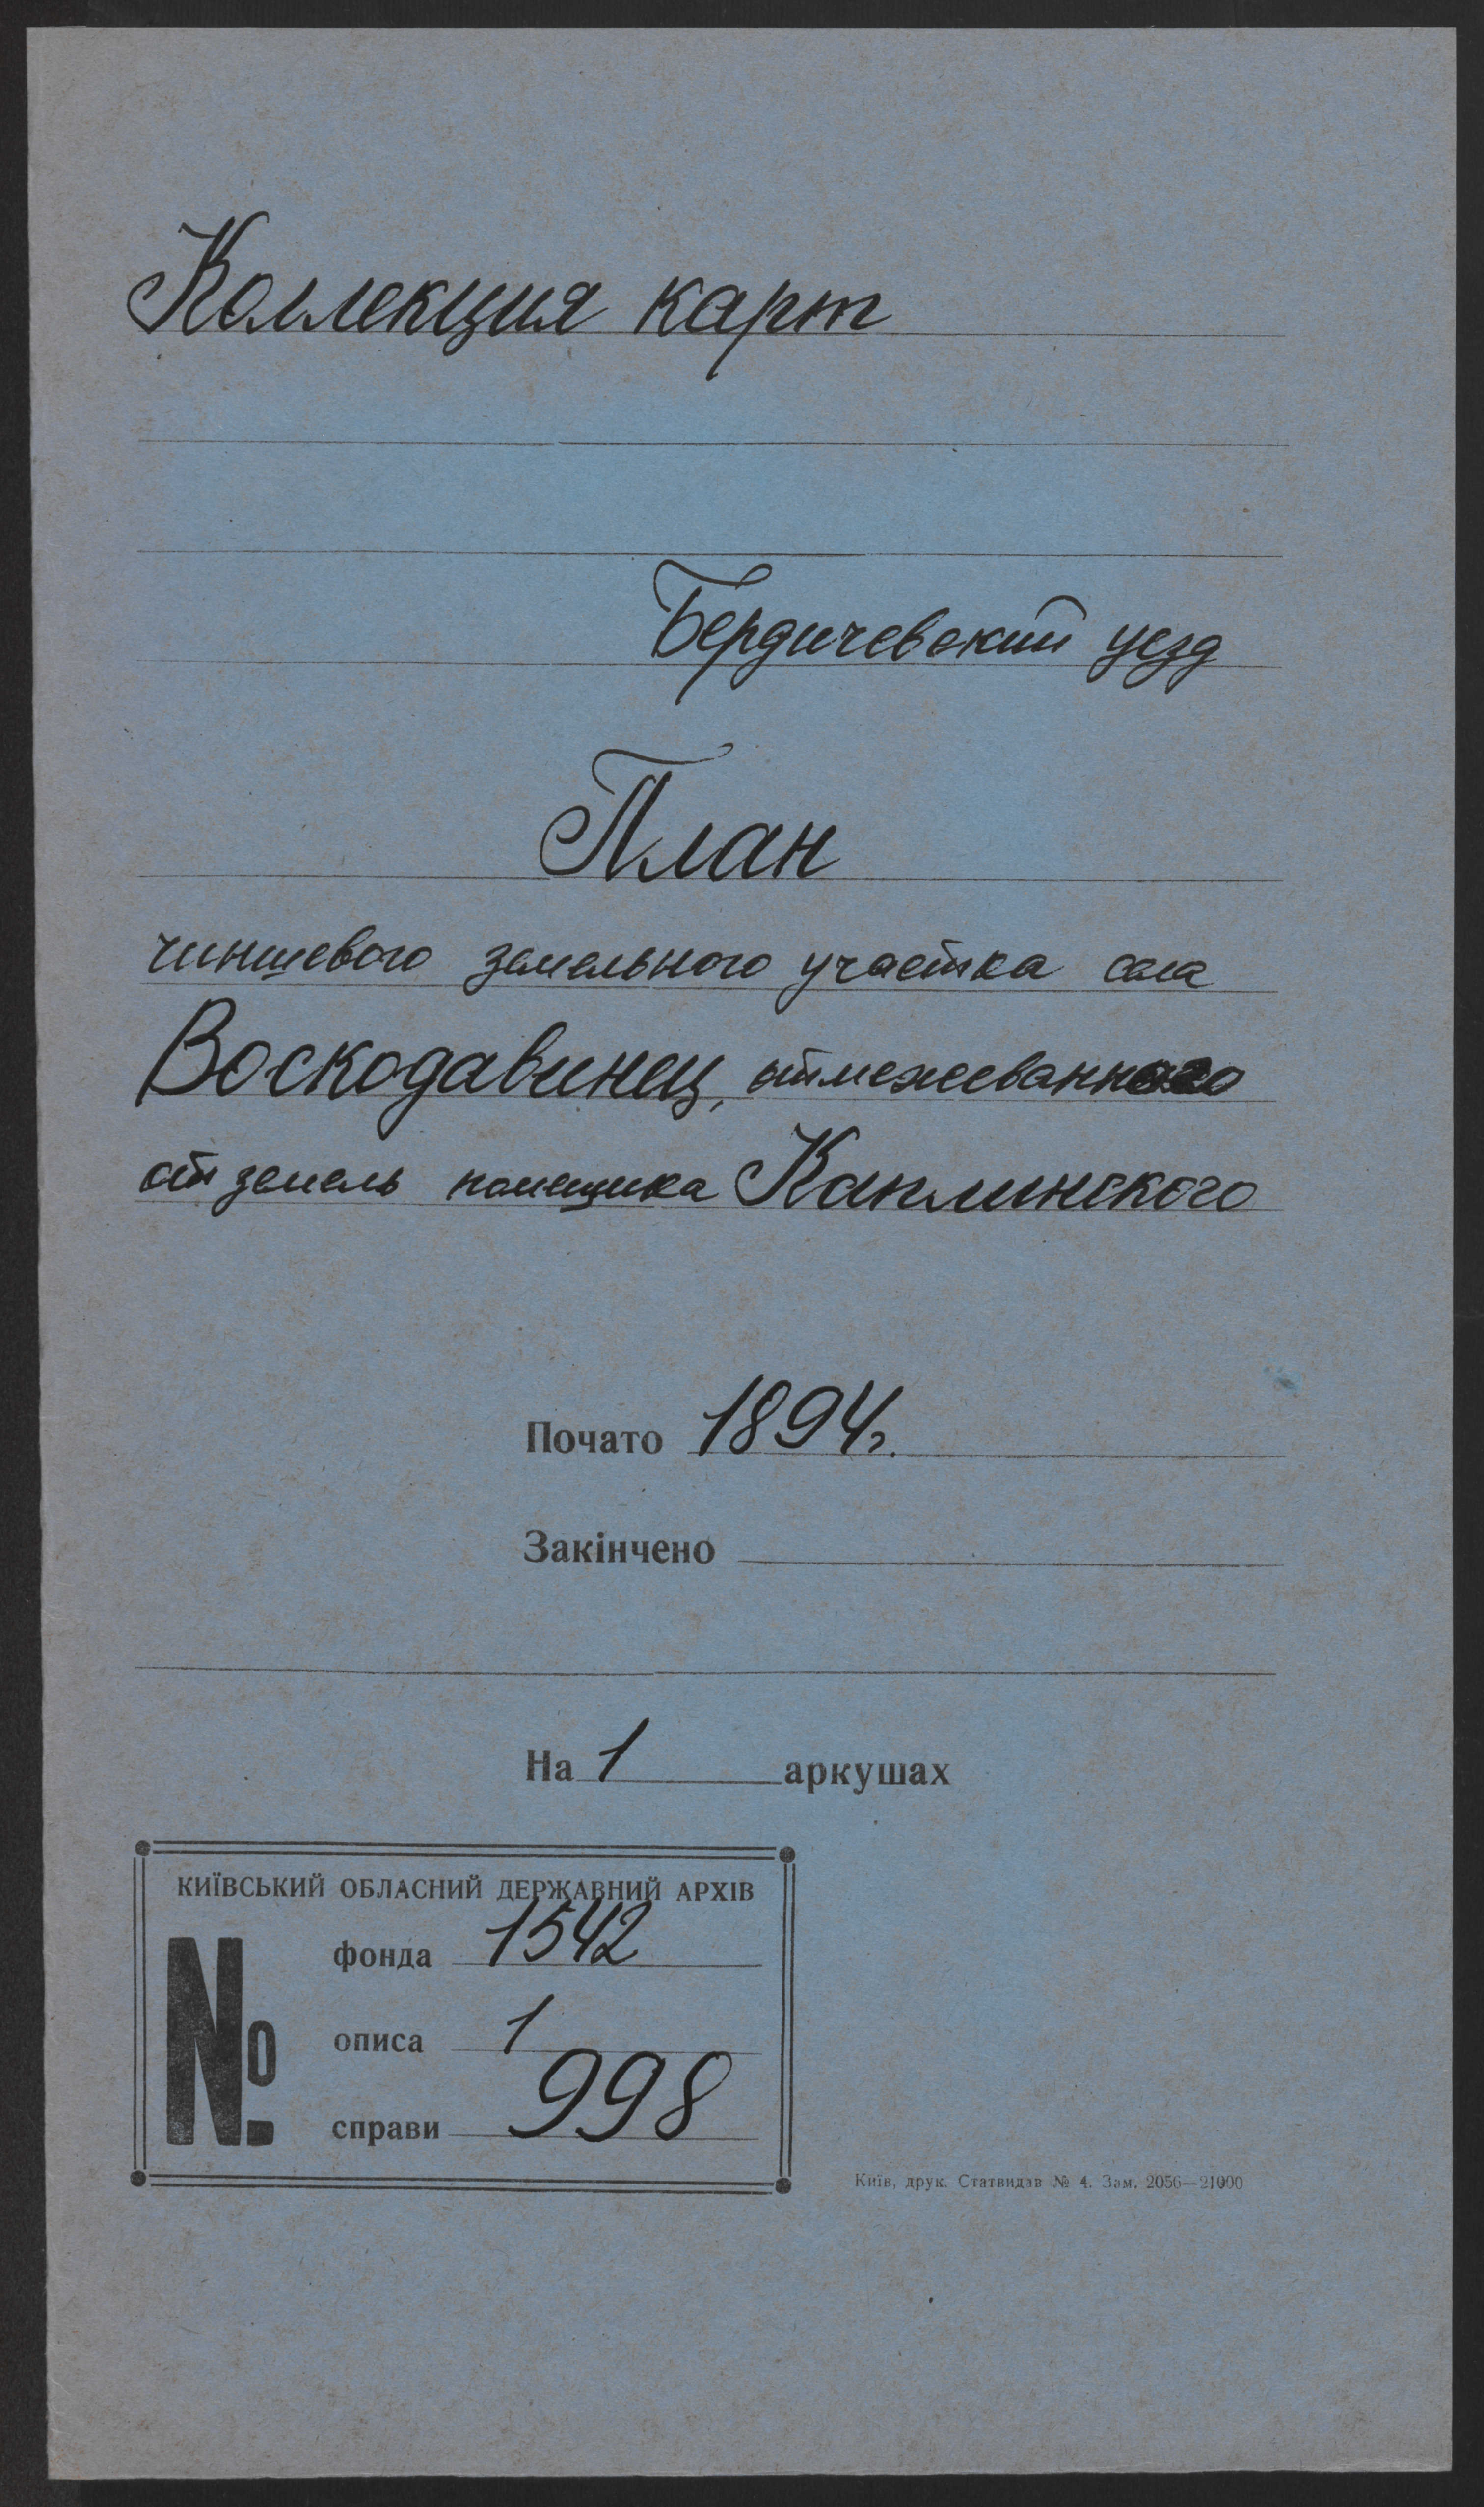 Коллекция карт
Бердичевский уезд
План
чиншевого земельного участка села
Воскодавинец, отмежеванного
от земель помещика Каплинского
Почато 1894г.
Закінчено
На 1 аркушах
КИЇВСЬКИЙ ОБЛАСНИЙ ДЕРЖАВНИЙ АРХІВ
№
фонда 1542
описа 1
справи 998
Київ, друк. Статвидав № 4. Зам. 2056—21000